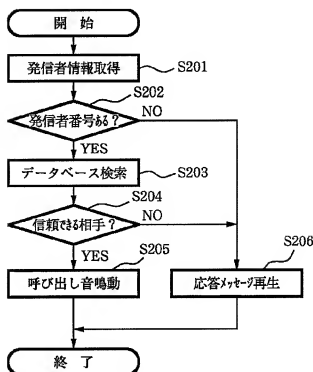 開始
発信者情報取得
S201
S202
発信者番号ある?
NO
YES
データベース検索
S203
S204
信頼できる相手?
NO
YES
S205
呼び出し音鳴動
S206
応答メッセージ再生
終了